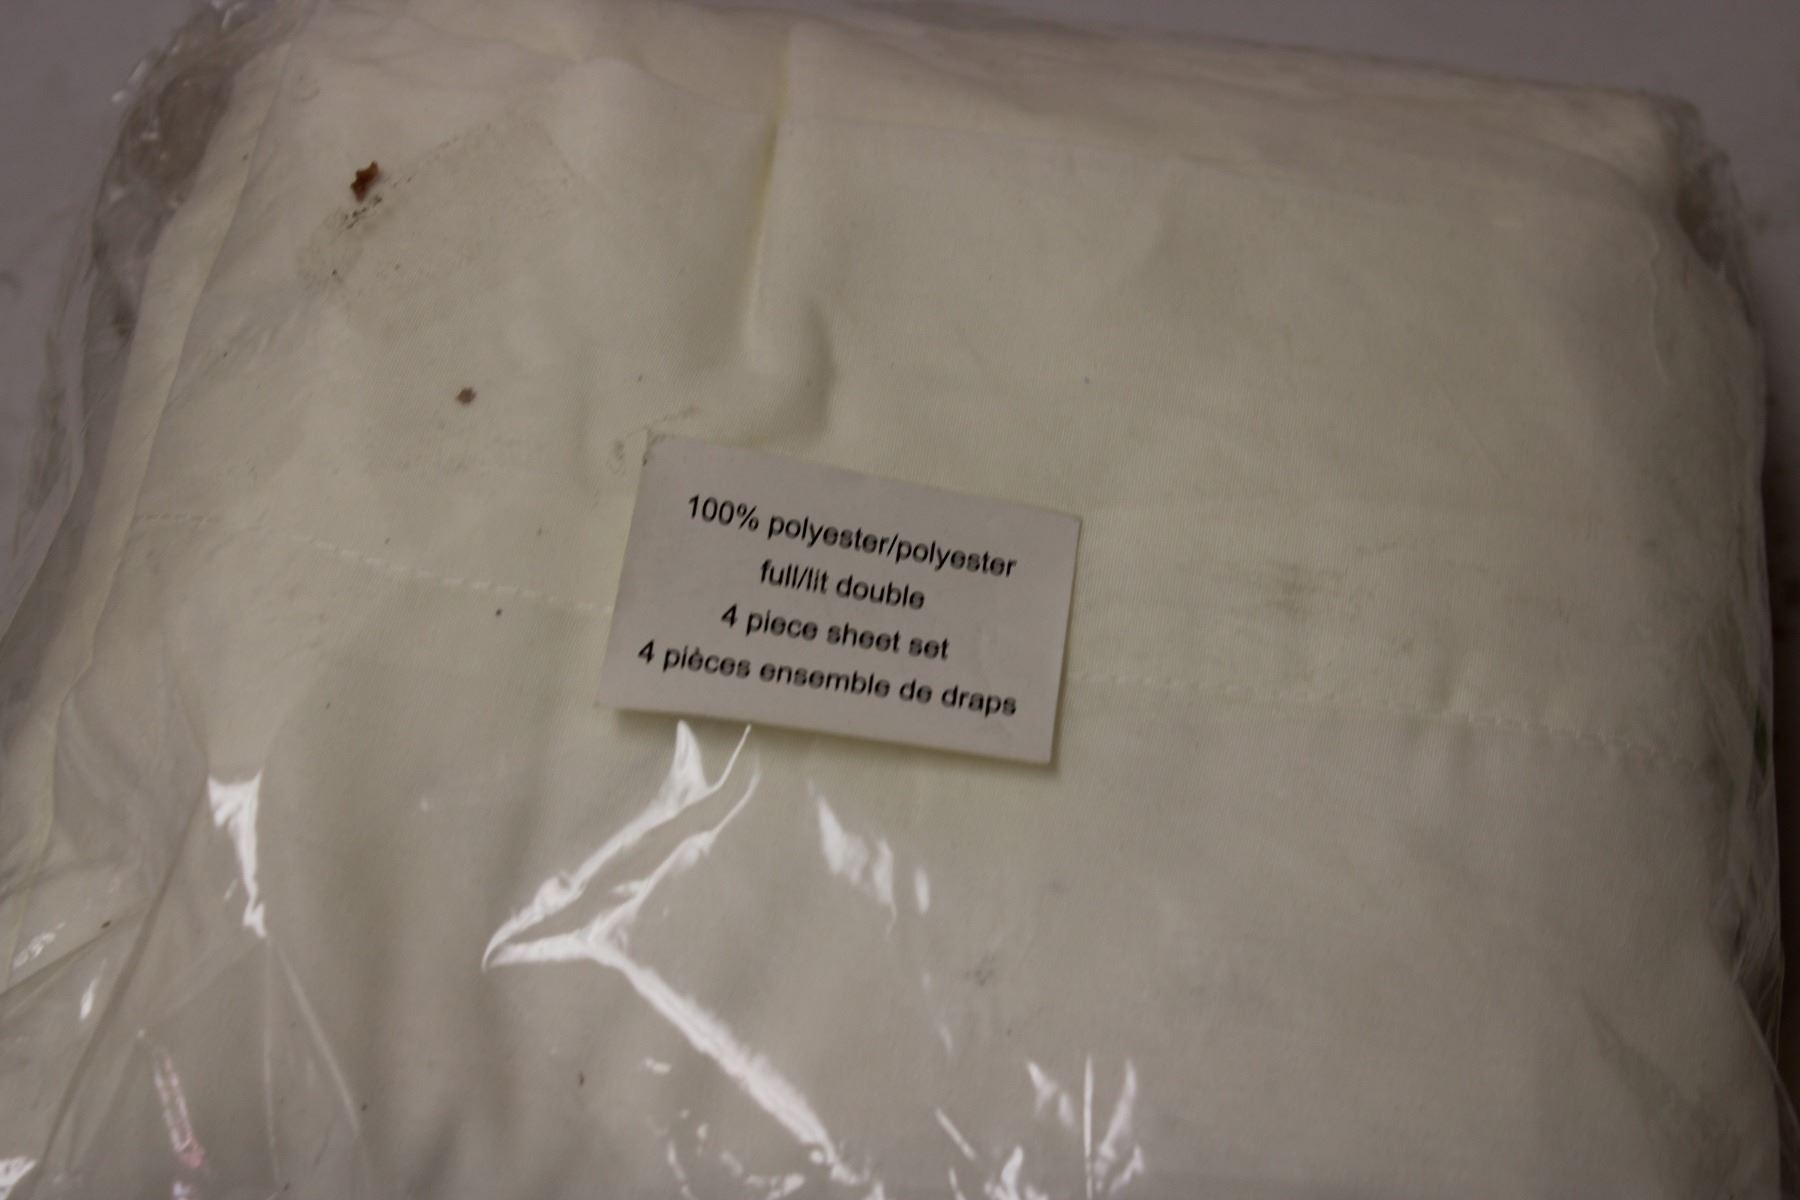 100% polyester/polyester
full/lit double
4 piece sheet set
4 pièces ensemble de draps